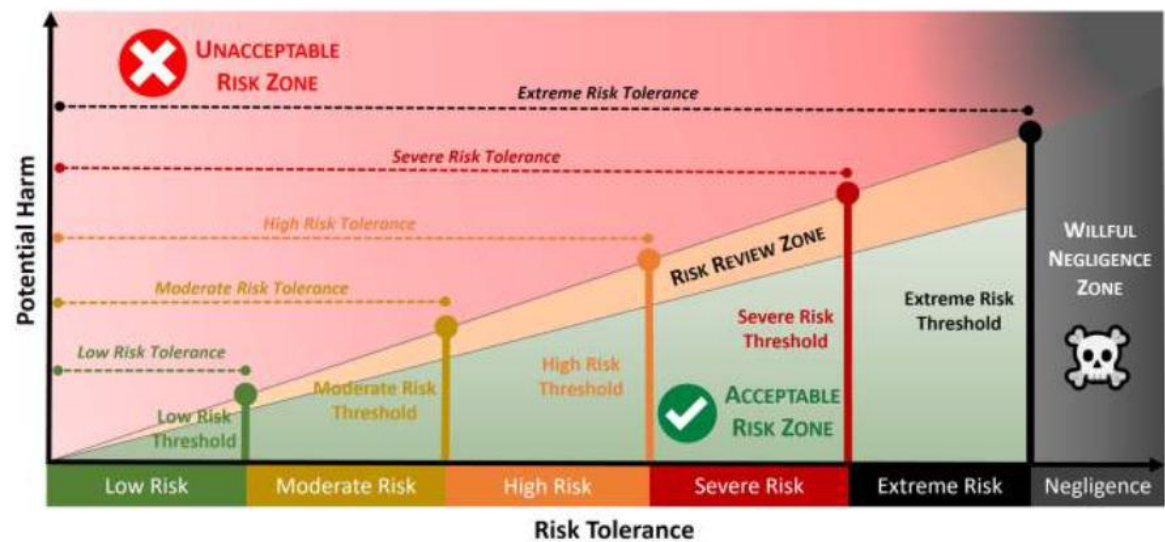 UNACCEPTABLE
RISK ZONE
Extreme Risk Tolerance
Severe Risk Tolerance
High Risk Tolerance
Moderate Risk Tolerance
Low Risk Tolerance
RISK REVIEW ZONE
WILLFUL
NEGLIGENCE
ZONE
Extreme Risk
Threshold
Severe Risk
Threshold
High Risk
Threshold
Moderate Risk
Threshold
Low Risk
Threshold
ACCEPTABLE
RISK ZONE
Potential Harm
Low Risk
Moderate Risk
High Risk
Severe Risk
Extreme Risk
Negligence
Risk Tolerance